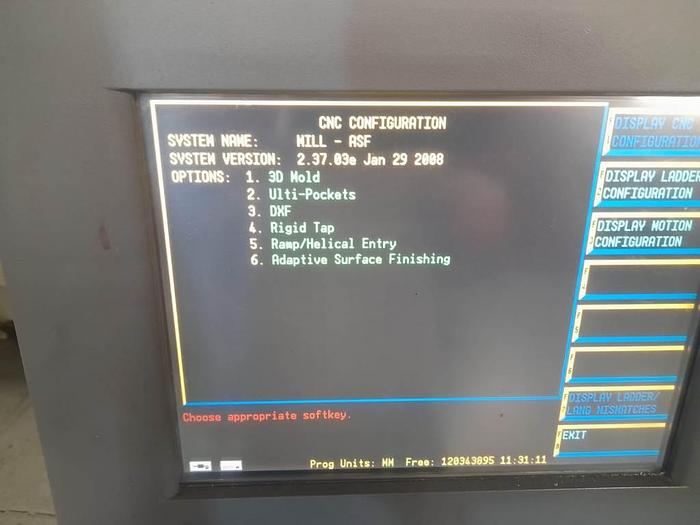 CNC CONFIGURATION
SYSTEM NAME: MILL - ASF
SYSTEM VERSION: 2.37.03e Jan 29 2008
OPTIONS: 1. 3D Mold
2. Ulti-Pockets
3. DXF
4. Rigid Tap
5. Ramp/Helical Entry
6. Adaptive Surface Finishing
Choose appropriate softkey.
Prog Units: MM Free: 120343895 11:31:11
DISPLAY CNC
CONFIGURATION
DISPLAY LADDER
CONFIGURATION
DISPLAY MOTION
CONFIGURATION
DISPLAY LADDER/
LANG MISMATCHES
EXIT